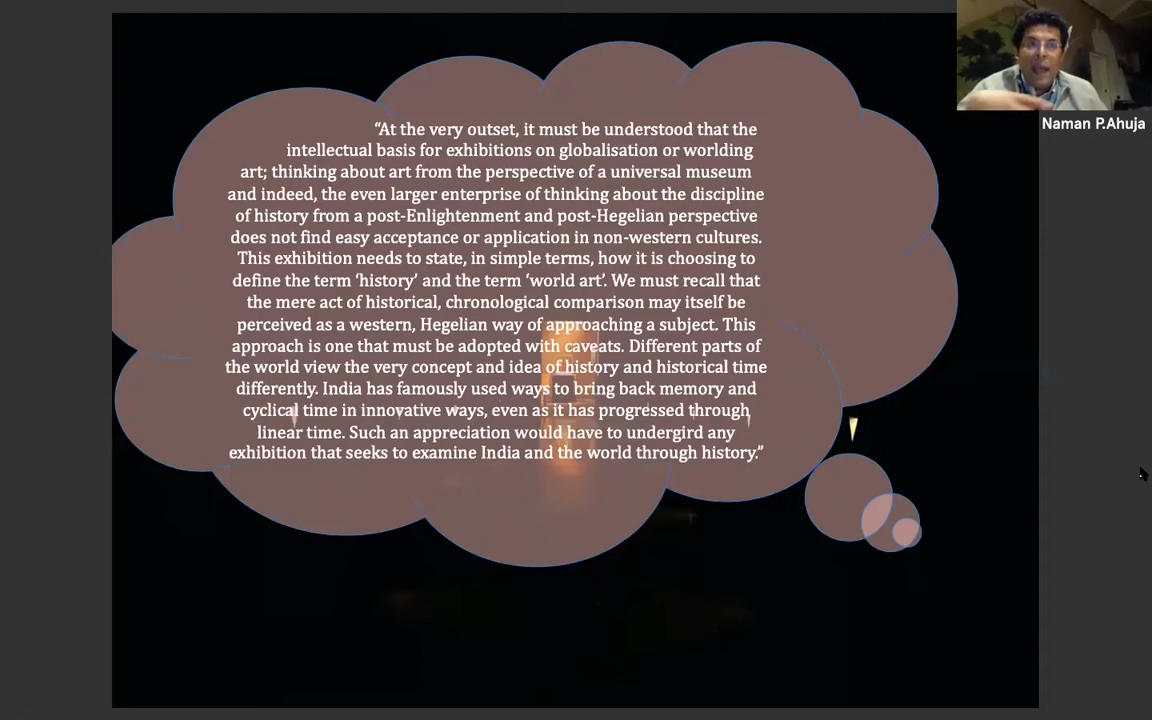 “At the very outset, it must be understood that the
intellectual basis for exhibitions on globalisation or worlding
art; thinking about art from the perspective of a universal museum
and indeed, the even larger enterprise of thinking about the discipline
of history from a post-Enlightenment and post-Hegelian perspective
does not find easy acceptance or application in non-western cultures.
This exhibition needs to state, in simple terms, how it is choosing to
define the term ‘history’ and the term ‘world art’. We must recall that
the mere act of historical, chronological comparison may itself be
perceived as a western, Hegelian way of approaching a subject. This
approach is one that must be adopted with caveats. Different parts of
the world view the very concept and idea of history and historical time
differently. India has famously used ways to bring back memory and
cyclical time in innovative ways, even as it has progressed through
linear time. Such an appreciation would have to undergird any
exhibition that seeks to examine India and the world through history.”
Naman P.Ahuja